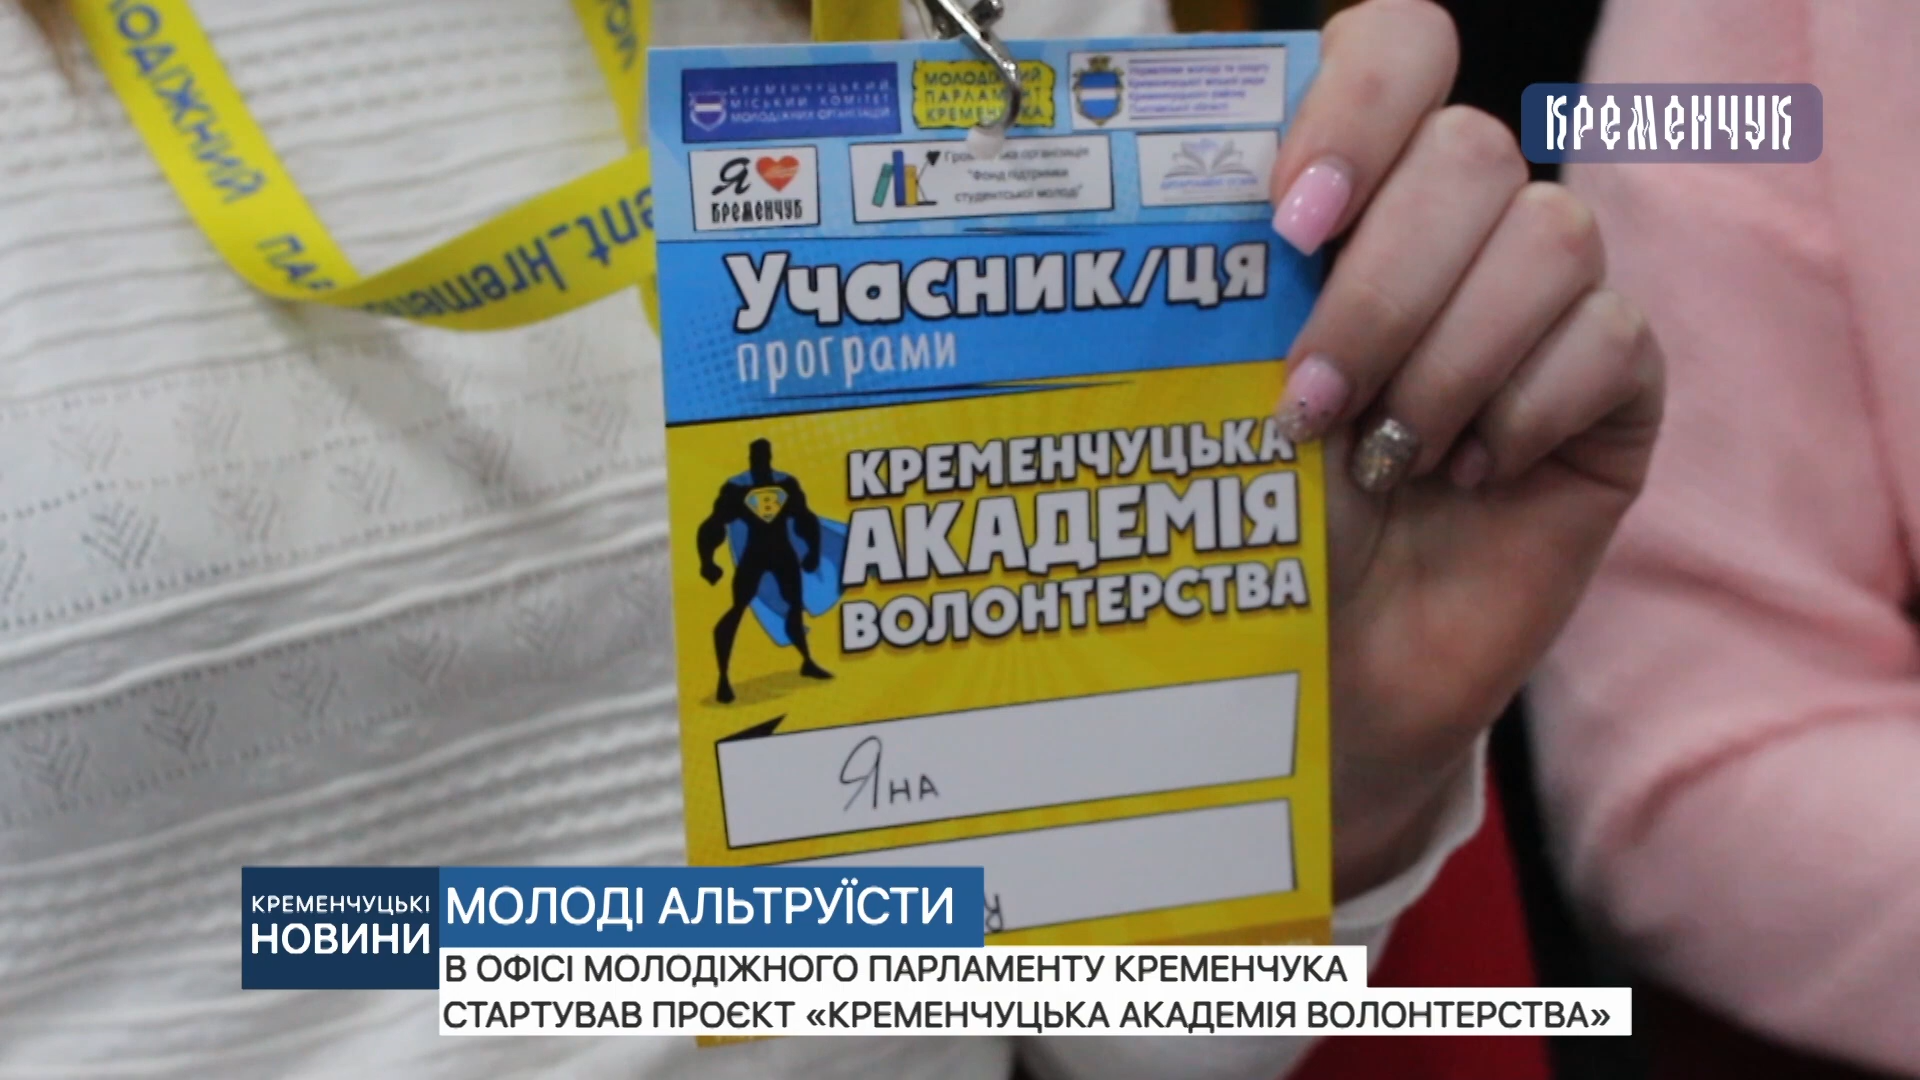 МОЛОДІЖНИЙ
КРЕМЕНЧУЦЬКИЙ
МІСЬКИЙ КОМІТЕТ
МОЛОДІЖНИХ ОРГАНІЗАЦІЙ
МОЛОДІЖНИЙ
ПАРЛАМЕНТ
КРЕМЕНЧУКА
Я
КРЕМЕНЧУК
Громадська організація
"Фонд підтримки
студентської молоді"
КРЕМЕНЧУК
Учасник/ця
програми
КРЕМЕНЧУЦЬКА
АКАДЕМІЯ
ВОЛОНТЕРСТВА
В
Яна
КРЕМЕНЧУЦЬКІ
НОВИНИ
МОЛОДІ АЛЬТРУЇСТИ
В ОФІСІ МОЛОДІЖНОГО ПАРЛАМЕНТУ КРЕМЕНЧУКА
СТАРТУВАВ ПРОЄКТ «КРЕМЕНЧУЦЬКА АКАДЕМІЯ ВОЛОНТЕРСТВА»